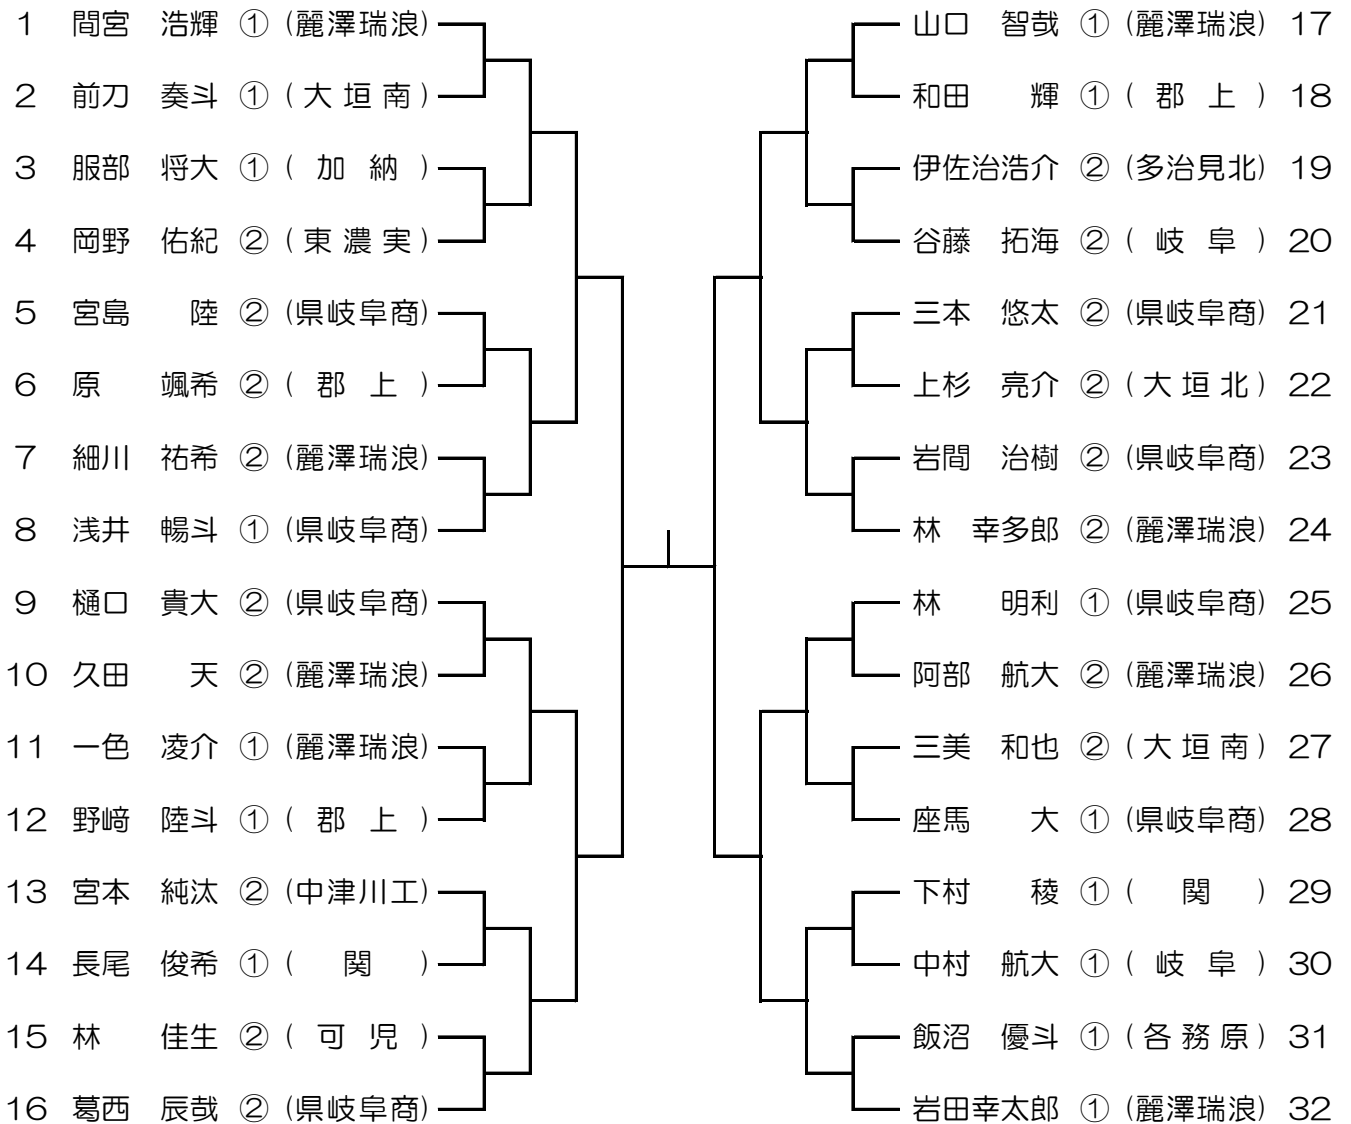 1 間宮 浩輝 ① (麗澤瑞浪)
2 前刀 奏斗 ① (大垣南)
3 服部 将大 ① (加納)
4 岡野 佑紀 ② (東濃実)
5 宮島 陸 ② (県岐阜商)
6 原 颯希 ② (郡上)
7 細川 祐希 ② (麗澤瑞浪)
8 浅井 暢斗 ① (県岐阜商)
9 樋口 貴大 ② (県岐阜商)
10 久田 天 ② (麗澤瑞浪)
11 一色 凌介 ① (麗澤瑞浪)
12 野﨑 陸斗 ① (郡上)
13 宮本 純汰 ② (中津川工)
14 長尾 俊希 ① (関)
15 林 佳生 ② (可児)
16 葛西 辰哉 ② (県岐阜商)
山口 智哉 ① (麗澤瑞浪) 17
和田 輝 ① (郡上) 18
伊佐治浩介 ② (多治見北) 19
谷藤 拓海 ② (岐阜) 20
三本 悠太 ② (県岐阜商) 21
上杉 亮介 ② (大垣北) 22
岩間 治樹 ② (県岐阜商) 23
林 幸多郎 ② (麗澤瑞浪) 24
林 明利 ① (県岐阜商) 25
阿部 航大 ② (麗澤瑞浪) 26
三美 和也 ② (大垣南) 27
座馬 大 ① (県岐阜商) 28
下村 稜 ① (関) 29
中村 航大 ① (岐阜) 30
飯沼 優斗 ① (各務原) 31
岩田幸太郎 ① (麗澤瑞浪) 32